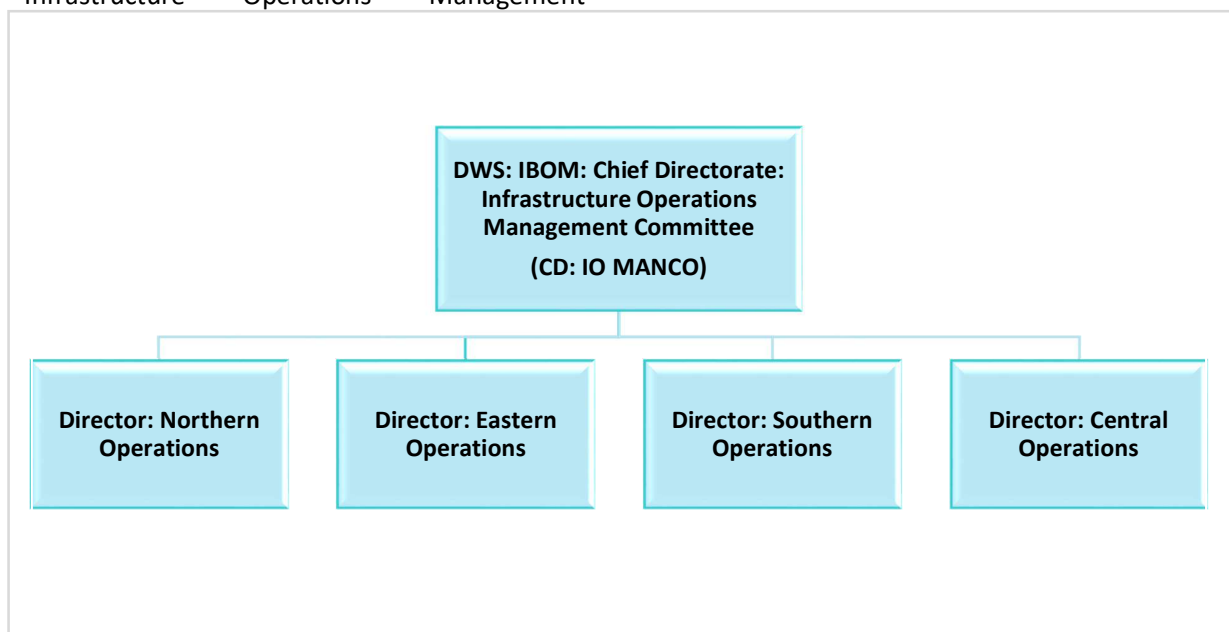 Infrastructure Operations Management
DWS: IBOM: Chief Directorate:
Infrastructure Operations
Management Committee
(CD: IO MANCO)
Director: Northern
Operations
Director: Eastern
Operations
Director: Southern
Operations
Director: Central
Operations